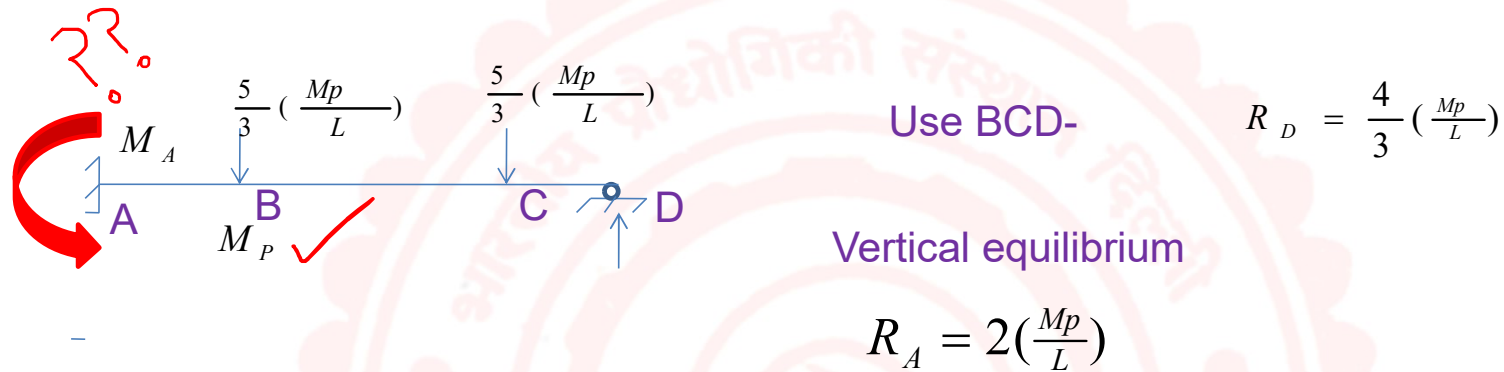 ??
5/3 ( Mp/L ) 5/3 ( Mp/L )
Use BCD-
R_D = 4/3 ( Mp/L )
M_A
A B C D
M_P ✓
Vertical equilibrium
R_A = 2( Mp/L )
भारतीय प्रौद्योगिकी संस्थान दिल्ली